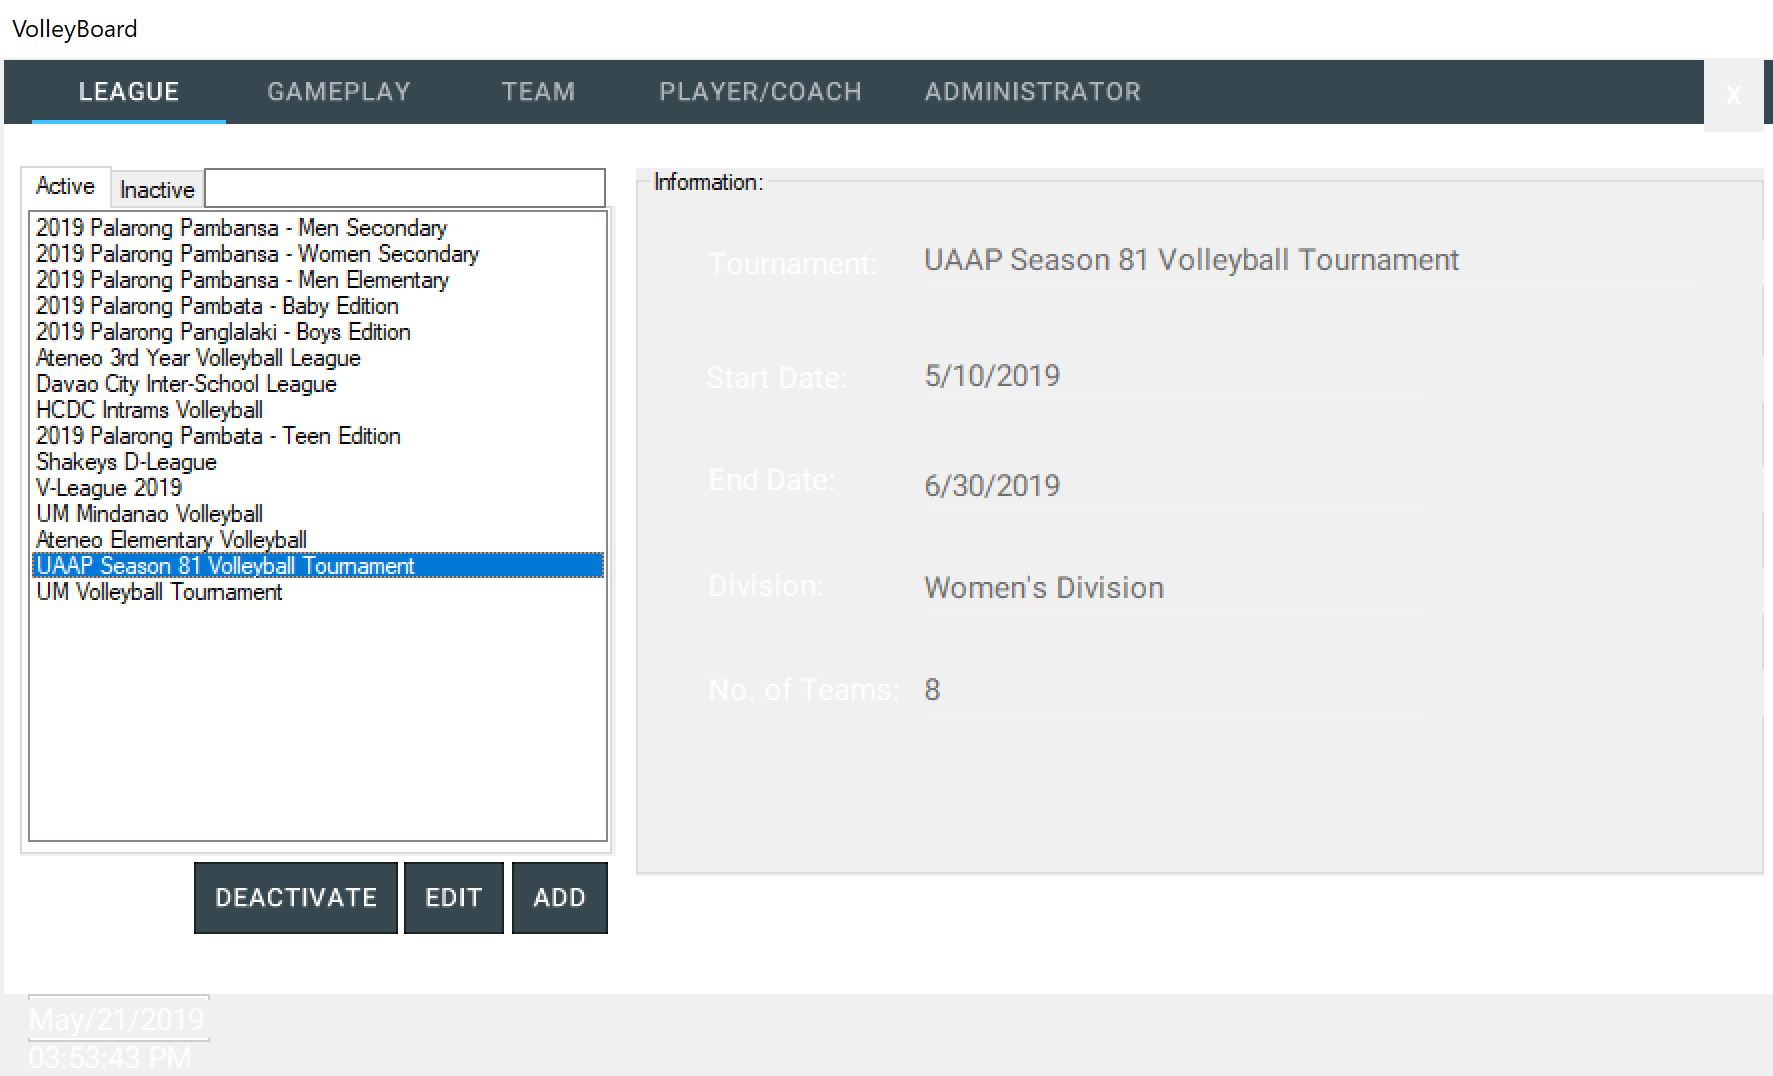 VolleyBoard
LEAGUE GAMEPLAY TEAM PLAYER/COACH ADMINISTRATOR X
Active Inactive
2019 Palarong Pambansa - Men Secondary
2019 Palarong Pambansa - Women Secondary
2019 Palarong Pambansa - Men Elementary
2019 Palarong Pambata - Baby Edition
2019 Palarong Panglalaki - Boys Edition
Ateneo 3rd Year Volleyball League
Davao City Inter-School League
HCDC Intrams Volleyball
2019 Palarong Pambata - Teen Edition
Shakeys D-League
V-League 2019
UM Mindanao Volleyball
Ateneo Elementary Volleyball
UAAP Season 81 Volleyball Tournament
UM Volleyball Tournament
DEACTIVATE EDIT ADD
Information:
Tournament: UAAP Season 81 Volleyball Tournament
Start Date: 5/10/2019
End Date: 6/30/2019
Division: Women's Division
No. of Teams: 8
May/21/2019
03:53:43 PM